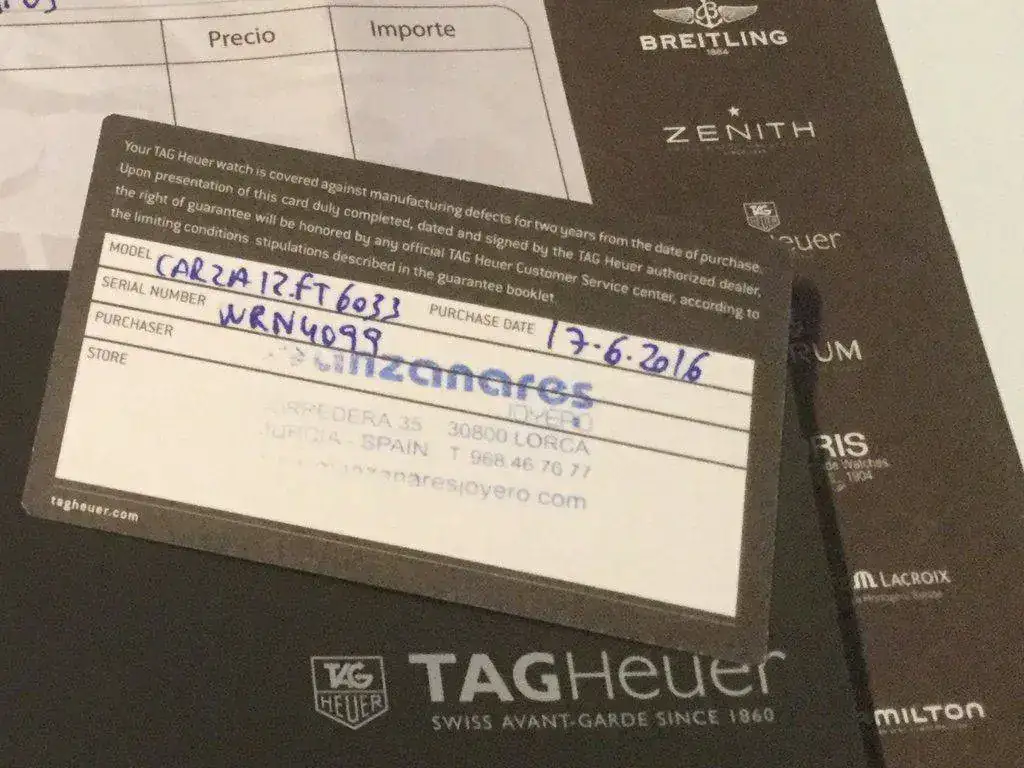 Precio Importe
BREITLING
1884
ZENITH
TAG
HEUER
Your TAG Heuer watch is covered against manufacturing defects for two years from the date of purchase.
Upon presentation of this card duly completed, dated and signed by the TAG Heuer authorized dealer,
the right of guarantee will be honored by any official TAG Heuer Customer Service center, according to
the limiting conditions stipulations described in the guarantee booklet
MODEL CAR2A12.FT6033 PURCHASE DATE 17.6.2016
SERIAL NUMBER WRN4099
PURCHASER
STORE
JOYERO
35 30800 LORCA
SPAIN T 968 46 76 77
tagheuer.com
LACROIX
TAG
HEUER
TAGHeuer
SWISS AVANT-GARDE SINCE 1860